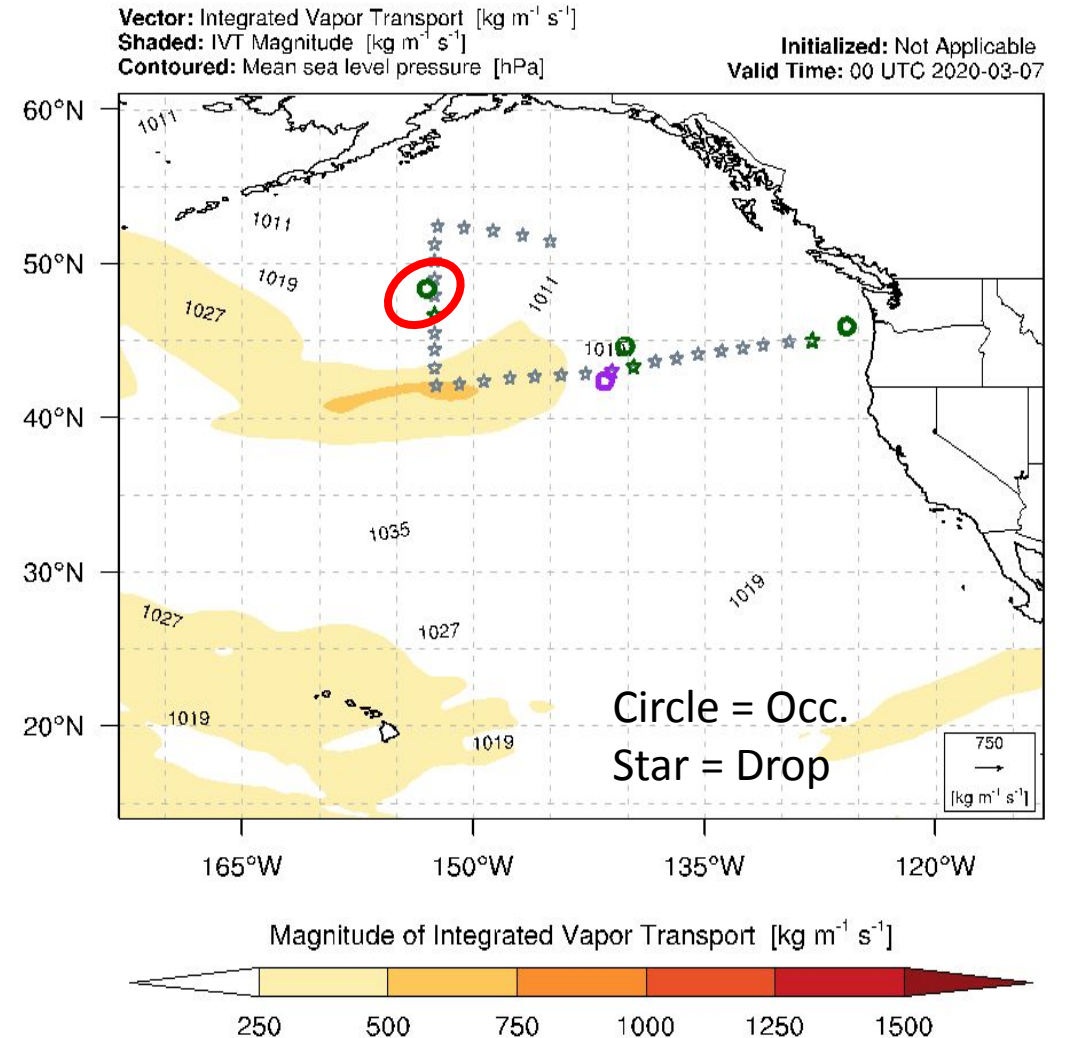 Vector: Integrated Vapor Transport [kg m⁻¹ s⁻¹]
Shaded: IVT Magnitude [kg m⁻¹ s⁻¹]
Contoured: Mean sea level pressure [hPa]
Initialized: Not Applicable
Valid Time: 00 UTC 2020-03-07
60°N
50°N
40°N
30°N
20°N
1011
1011
1019
1027
1011
1035
1019
1027
1027
1019
1019
Circle = Occ.
Star = Drop
750
[kg m⁻¹ s⁻¹]
165°W
150°W
135°W
120°W
Magnitude of Integrated Vapor Transport [kg m⁻¹ s⁻¹]
250
500
750
1000
1250
1500